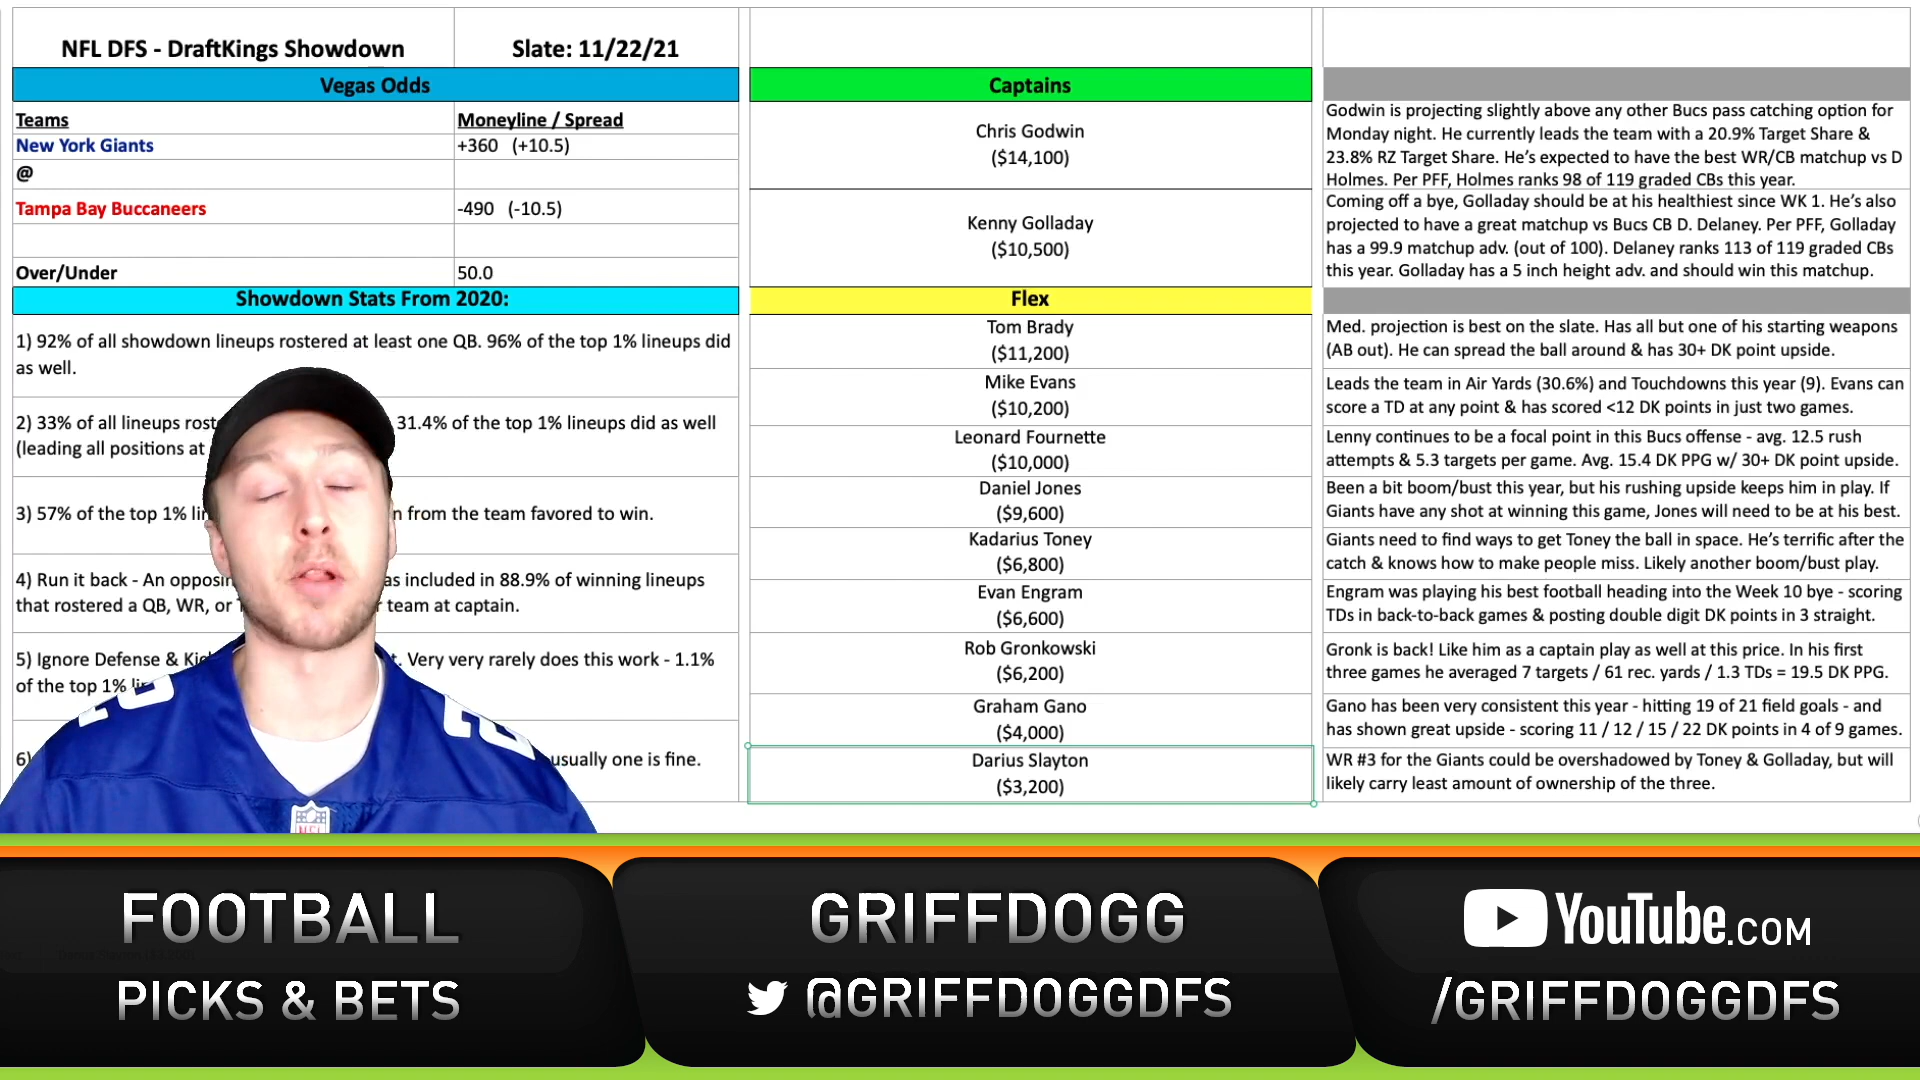 NFL DFS - DraftKings Showdown
Slate: 11/22/21
Vegas Odds
Teams
Moneyline / Spread
New York Giants
+360 (+10.5)
@
Tampa Bay Buccaneers
-490 (-10.5)
Over/Under
50.0
Showdown Stats From 2020:
1) 92% of all showdown lineups rostered at least one QB. 96% of the top 1% lineups did
as well.
2) 33% of all lineups 31.4% of the top 1% lineups did as well
(leading all positions at
3) 57% of the top 1% from the team favored to win.
4) Run it back - An included in 88.9% of winning lineups
that rostered a QB, WR, or team at captain.
5) Ignore Defense & Very very rarely does this work - 1.1%
of the top 1%
6) usually one is fine.
Captains
Chris Godwin
($14,100)
Godwin is projecting slightly above any other Bucs pass catching option for
Monday night. He currently leads the team with a 20.9% Target Share &
23.8% RZ Target Share. He's expected to have the best WR/CB matchup vs D
Holmes. Per PFF, Holmes ranks 98 of 119 graded CBs this year.
Kenny Golladay
($10,500)
Coming off a bye, Golladay should be at his healthiest since WK 1. He's also
projected to have a great matchup vs Bucs CB D. Delaney. Per PFF, Golladay
has a 99.9 matchup adv. (out of 100). Delaney ranks 113 of 119 graded CBs
this year. Golladay has a 5 inch height adv. and should win this matchup.
Flex
Tom Brady
($11,200)
Med. projection is best on the slate. Has all but one of his starting weapons
(AB out). He can spread the ball around & has 30+ DK point upside.
Mike Evans
($10,200)
Leads the team in Air Yards (30.6%) and Touchdowns this year (9). Evans can
score a TD at any point & has scored <12 DK points in just two games.
Leonard Fournette
($10,000)
Lenny continues to be a focal point in this Bucs offense - avg. 12.5 rush
attempts & 5.3 targets per game. Avg. 15.4 DK PPG w/ 30+ DK point upside.
Daniel Jones
($9,600)
Been a bit boom/bust this year, but his rushing upside keeps him in play. If
Giants have any shot at winning this game, Jones will need to be at his best.
Kadarius Toney
($6,800)
Giants need to find ways to get Toney the ball in space. He's terrific after the
catch & knows how to make people miss. Likely another boom/bust play.
Evan Engram
($6,600)
Engram was playing his best football heading into the Week 10 bye - scoring
TDs in back-to-back games & posting double digit DK points in 3 straight.
Rob Gronkowski
($6,200)
Gronk is back! Like him as a captain play as well at this price. In his first
three games he averaged 7 targets / 61 rec. yards / 1.3 TDs = 19.5 DK PPG.
Graham Gano
($4,000)
Gano has been very consistent this year - hitting 19 of 21 field goals - and
has shown great upside - scoring 11 / 12 / 15 / 22 DK points in 4 of 9 games.
Darius Slayton
($3,200)
WR #3 for the Giants could be overshadowed by Toney & Golladay, but will
likely carry least amount of ownership of the three.
FOOTBALL
PICKS & BETS
GRIFFDOGG
@GRIFFDOGGDFS
YouTube.COM
/GRIFFDOGGDFS